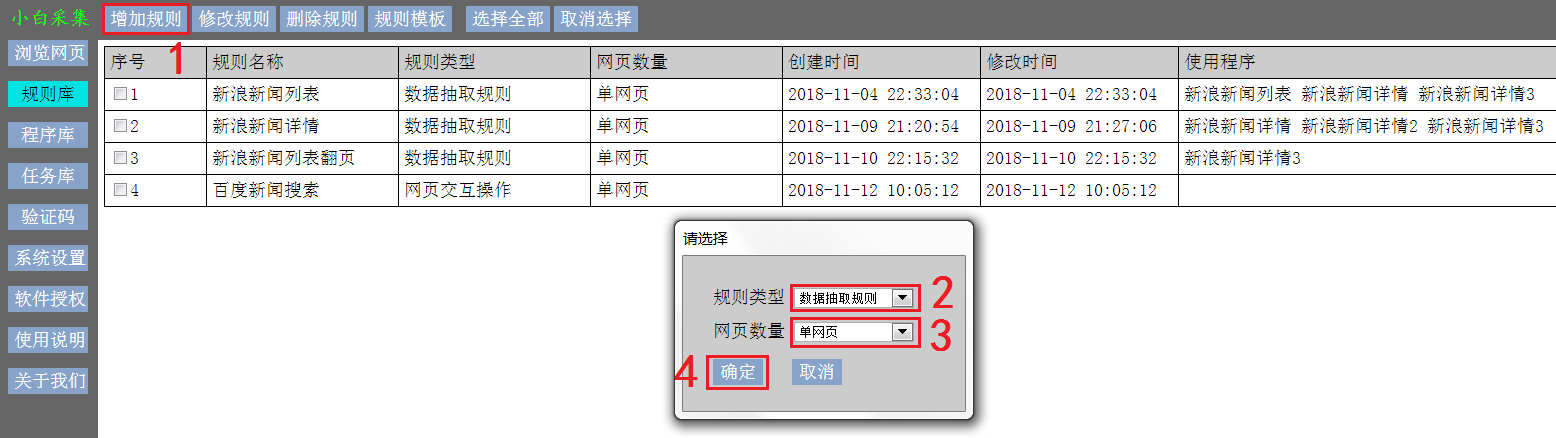 小白采集 增加规则 修改规则 删除规则 规则模板 选择全部 取消选择
浏览网页
规则库
程序库
任务库
验证码
系统设置
软件授权
使用说明
关于我们
1
序号 规则名称 规则类型 网页数量 创建时间 修改时间 使用程序
1 新浪新闻列表 数据抽取规则 单网页 2018-11-04 22:33:04 2018-11-04 22:33:04 新浪新闻列表 新浪新闻详情 新浪新闻详情3
2 新浪新闻详情 数据抽取规则 单网页 2018-11-09 21:20:54 2018-11-09 21:27:06 新浪新闻详情 新浪新闻详情2 新浪新闻详情3
3 新浪新闻列表翻页 数据抽取规则 单网页 2018-11-10 22:15:32 2018-11-10 22:15:32 新浪新闻详情3
4 百度新闻搜索 网页交互操作 单网页 2018-11-12 10:05:12 2018-11-12 10:05:12
请选择
规则类型 数据抽取规则 2
网页数量 单网页 3
4 确定 取消